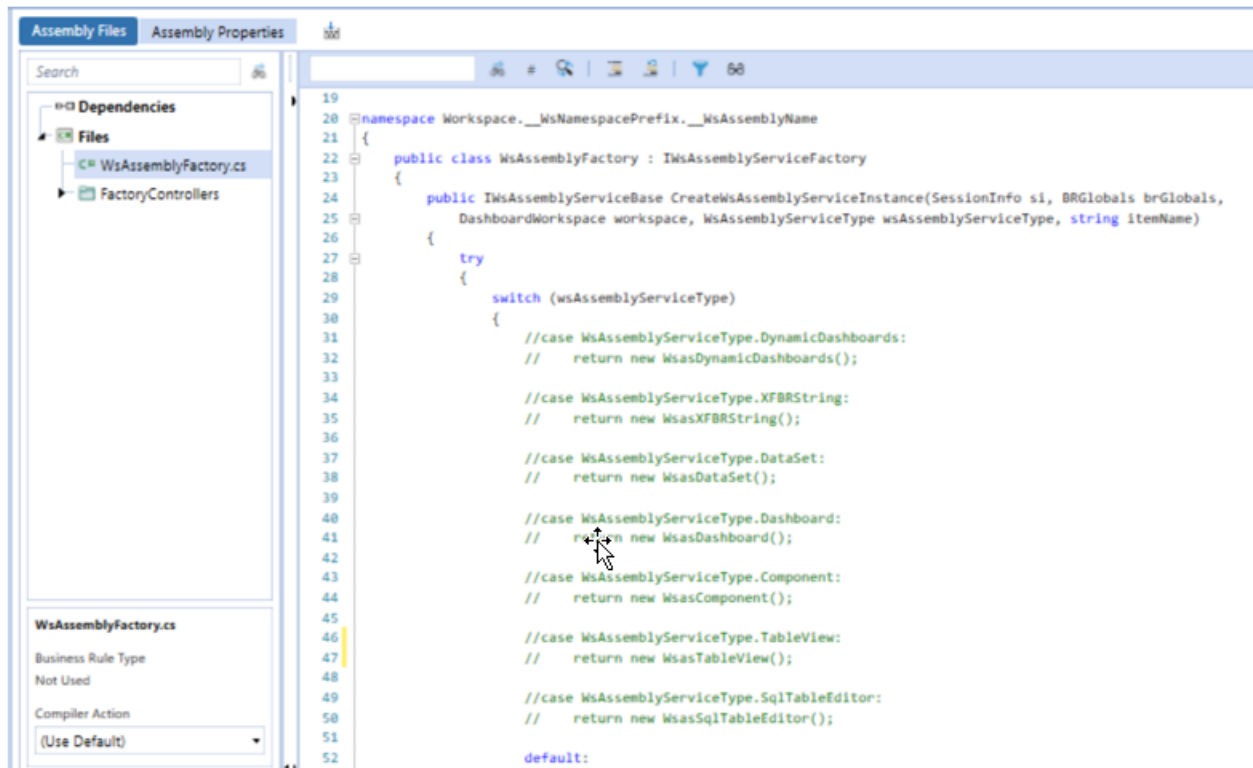 Assembly Files Assembly Properties
Search
Dependencies
Files
C# WsAssemblyFactory.cs
FactoryControllers
WsAssemblyFactory.cs
Business Rule Type
Not Used
Compiler Action
(Use Default)
19
20 namespace Workspace.__WsNamespacePrefix.__WsAssemblyName
21 {
22 public class WsAssemblyFactory : IWsAssemblyServiceFactory
23 {
24 public IWsAssemblyServiceBase CreateWsAssemblyServiceInstance(SessionInfo si, BRGlobals brGlobals,
25 DashboardWorkspace workspace, WsAssemblyServiceType wsAssemblyServiceType, string itemName)
26 {
27 try
28 {
29 switch (wsAssemblyServiceType)
30 {
31 //case WsAssemblyServiceType.DynamicDashboards:
32 // return new WsasDynamicDashboards();
33
34 //case WsAssemblyServiceType.XFBRString:
35 // return new WsasXFBRString();
36
37 //case WsAssemblyServiceType.DataSet:
38 // return new WsasDataSet();
39
40 //case WsAssemblyServiceType.Dashboard:
41 // return new WsasDashboard();
42
43 //case WsAssemblyServiceType.Component:
44 // return new WsasComponent();
45
46 //case WsAssemblyServiceType.TableView:
47 // return new WsasTableView();
48
49 //case WsAssemblyServiceType.SqlTableEditor:
50 // return new WsasSqlTableEditor();
51
52 default: